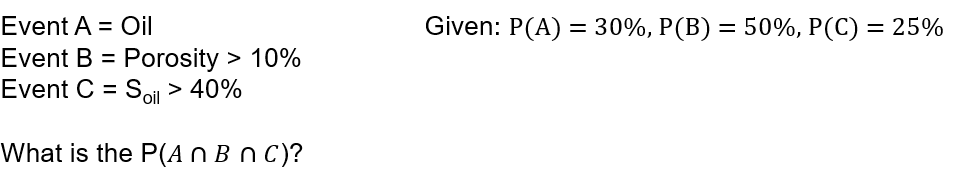 Event A = Oil
Given: P(A) = 30%, P(B) = 50%, P(C) = 25%
Event B = Porosity > 10%
Event C = Soil > 40%
What is the P(A ∩ B ∩ C)?